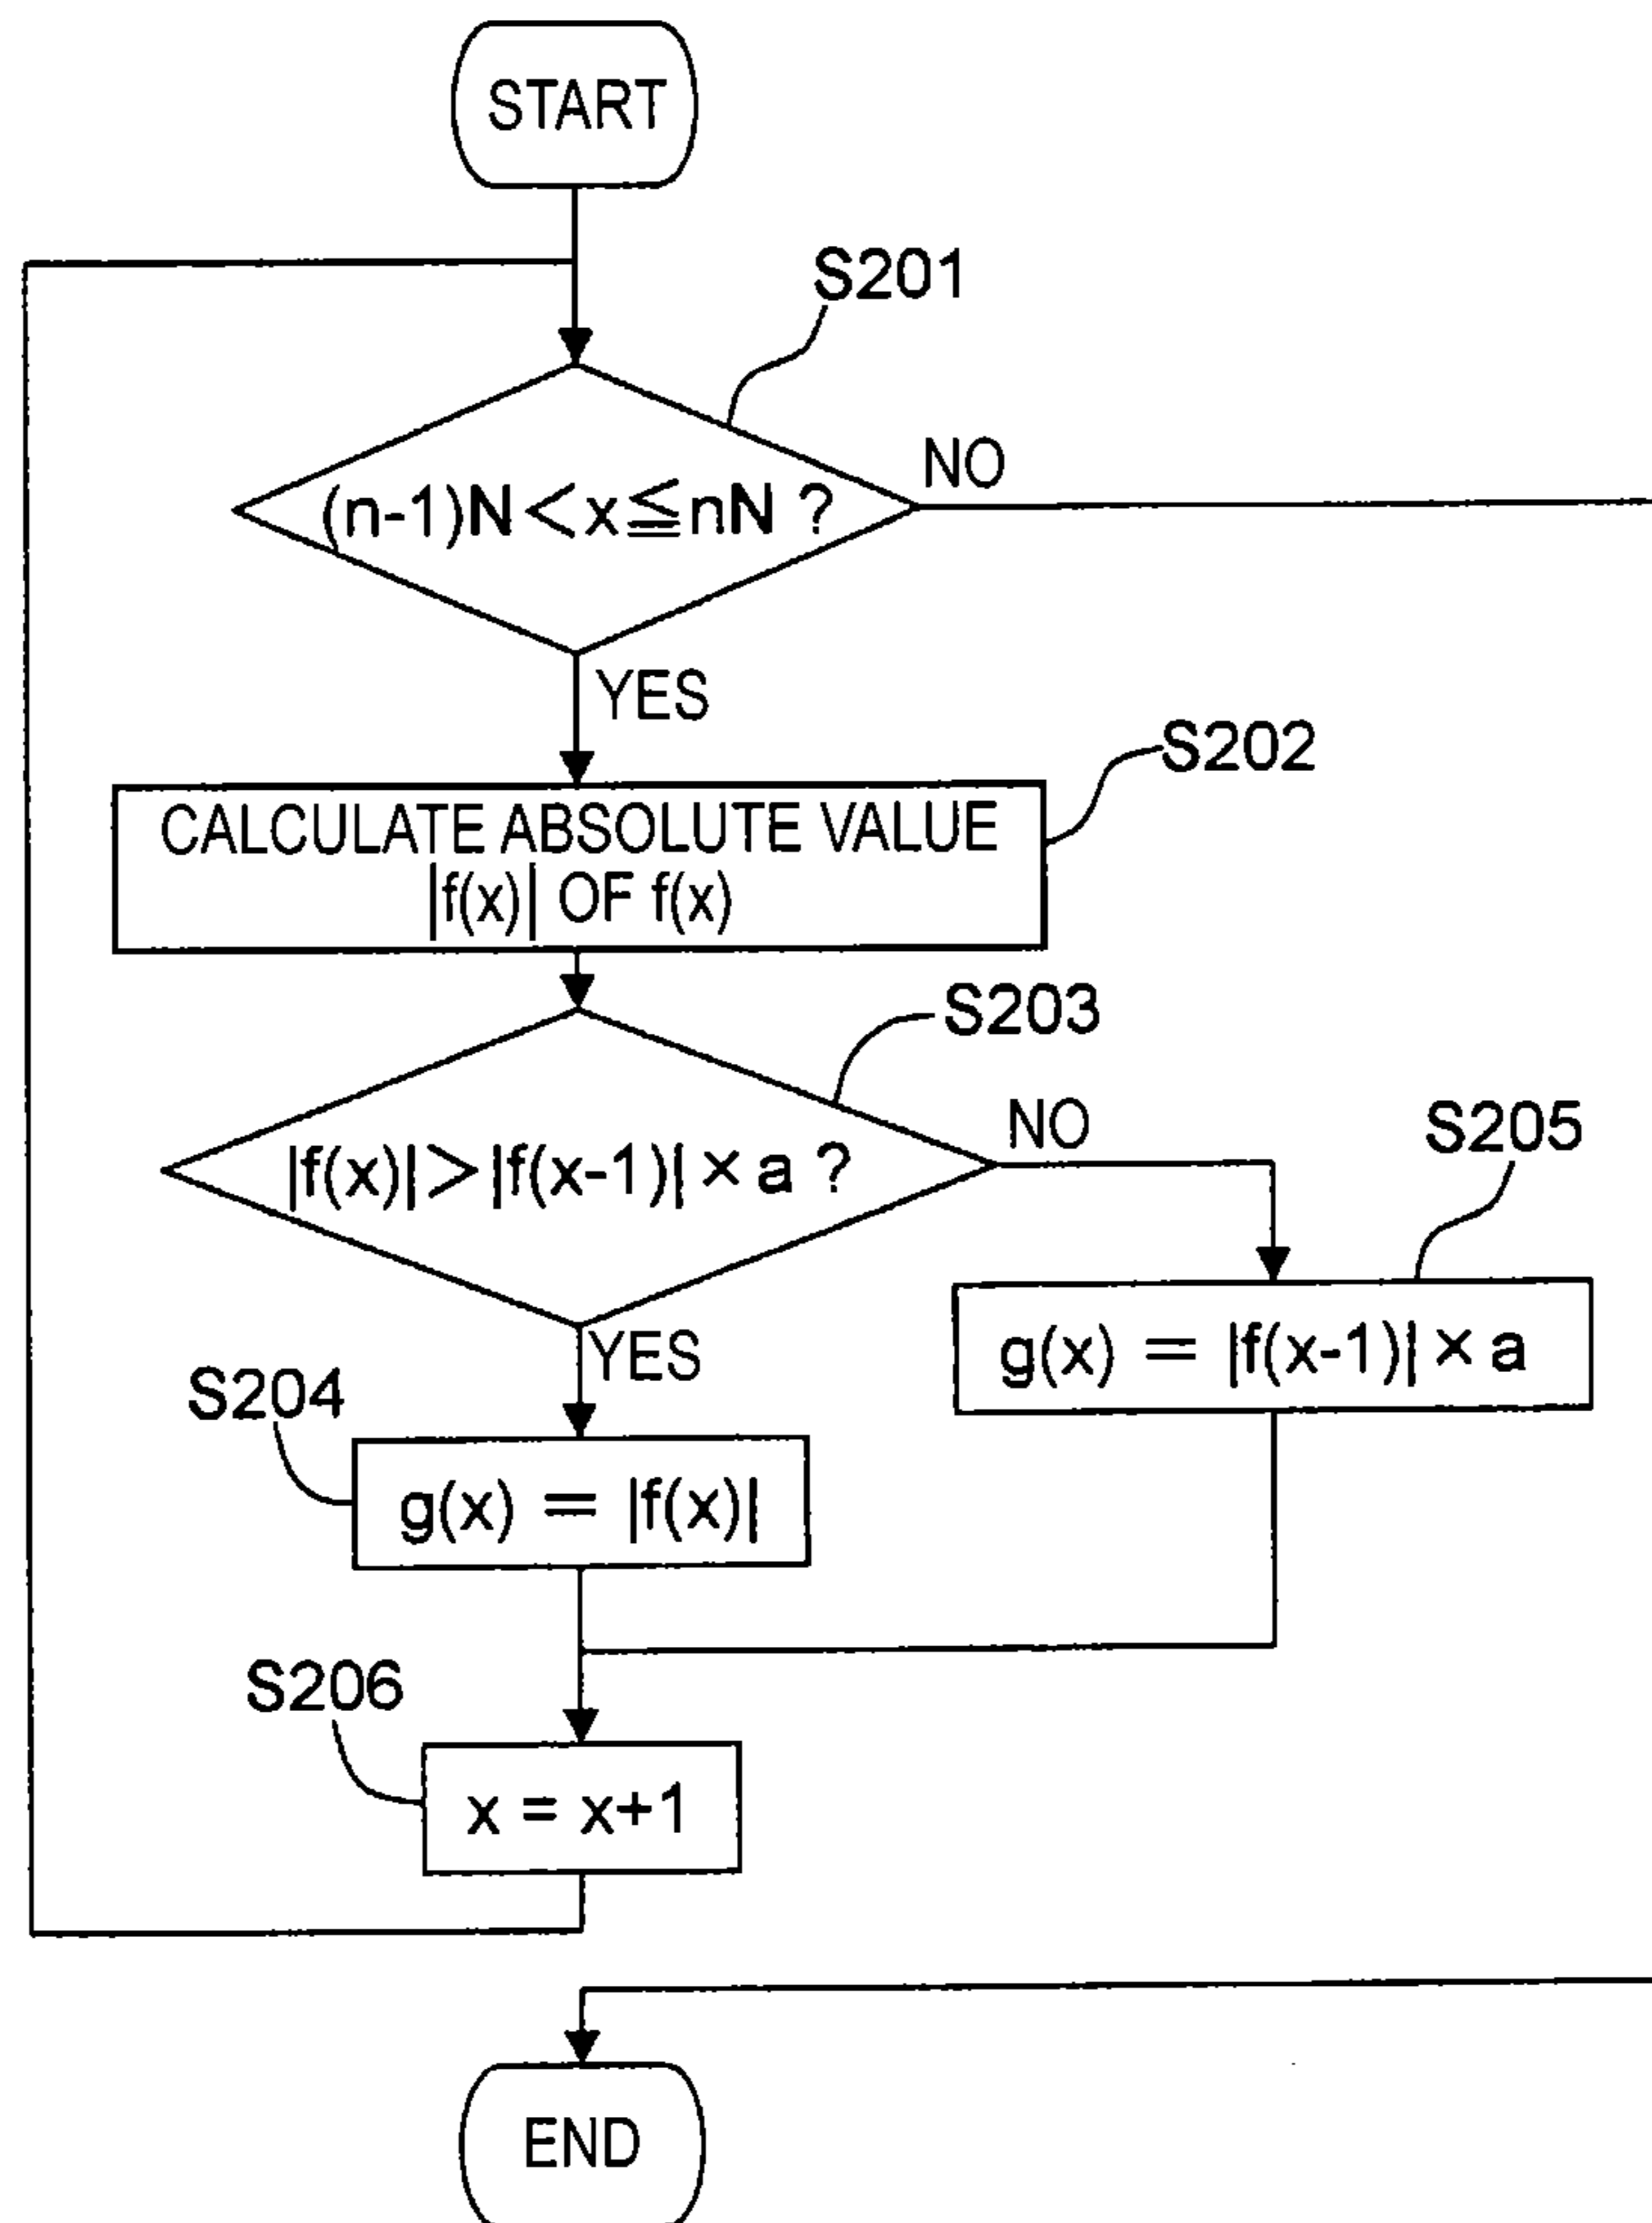 START
S201
(n-1)N<x≦nN ?
NO
YES
S202
CALCULATE ABSOLUTE VALUE
|f(x)| OF f(x)
S203
|f(x)|>|f(x-1)|×a ?
NO
S205
g(x) = |f(x-1)|×a
YES
S204
g(x) = |f(x)|
S206
x = x+1
END